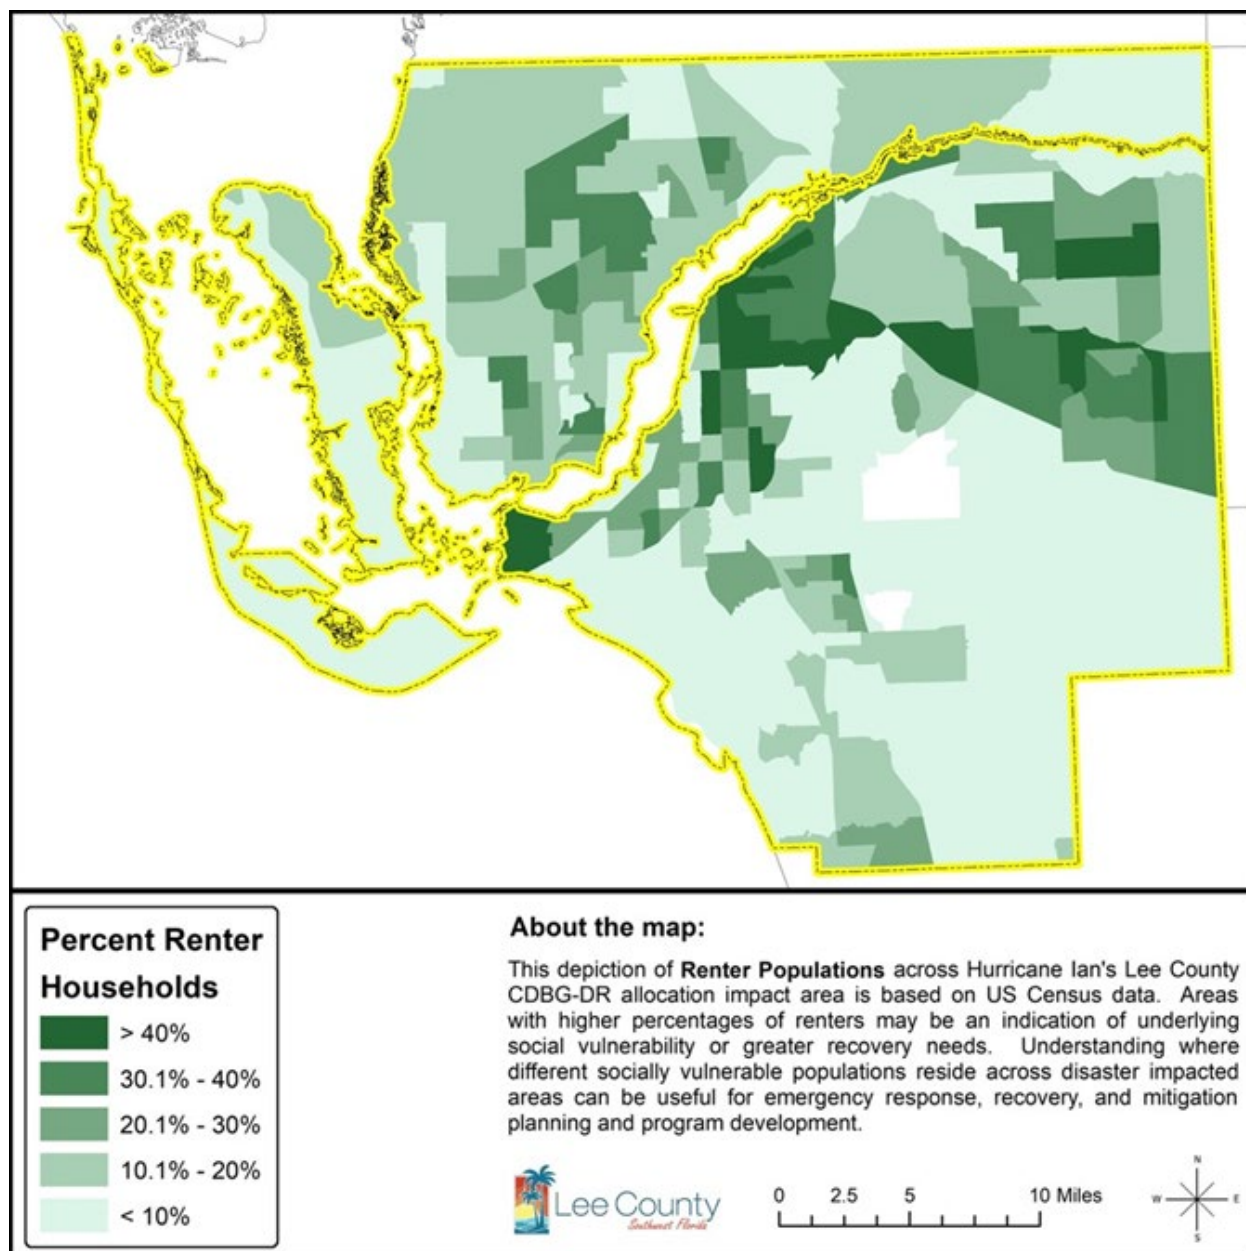 Percent Renter
Households
> 40%
30.1% - 40%
20.1% - 30%
10.1% - 20%
< 10%
About the map:
This depiction of Renter Populations across Hurricane Ian's Lee County
CDBG-DR allocation impact area is based on US Census data. Areas
with higher percentages of renters may be an indication of underlying
social vulnerability or greater recovery needs. Understanding where
different socially vulnerable populations reside across disaster impacted
areas can be useful for emergency response, recovery, and mitigation
planning and program development.
Lee County
Southwest Florida
0 2.5 5 10 Miles
N
W E
S